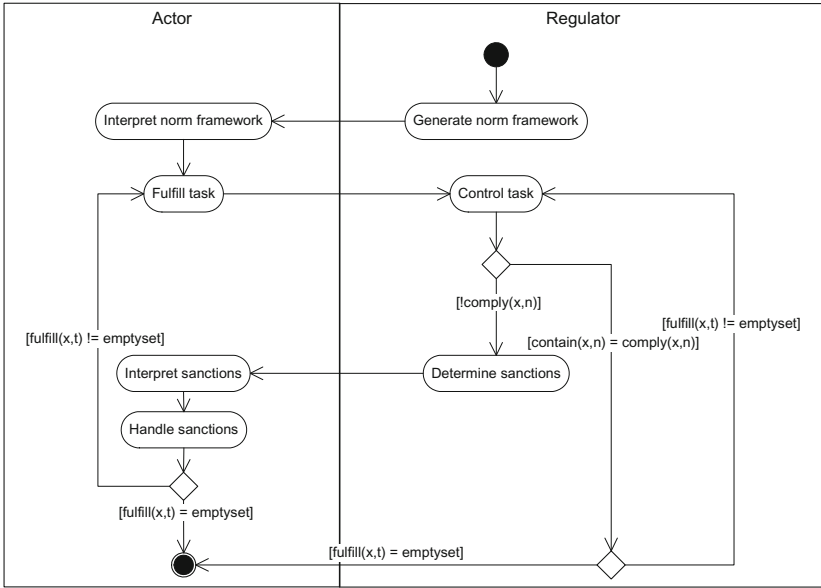 Actor
Regulator
Interpret norm framework
Generate norm framework
Fulfill task
Control task
[!comply(x,n)]
[fulfill(x,t) != emptyset]
[contain(x,n) = comply(x,n)]
[fulfill(x,t) != emptyset]
Interpret sanctions
Determine sanctions
Handle sanctions
[fulfill(x,t) = emptyset]
[fulfill(x,t) = emptyset]